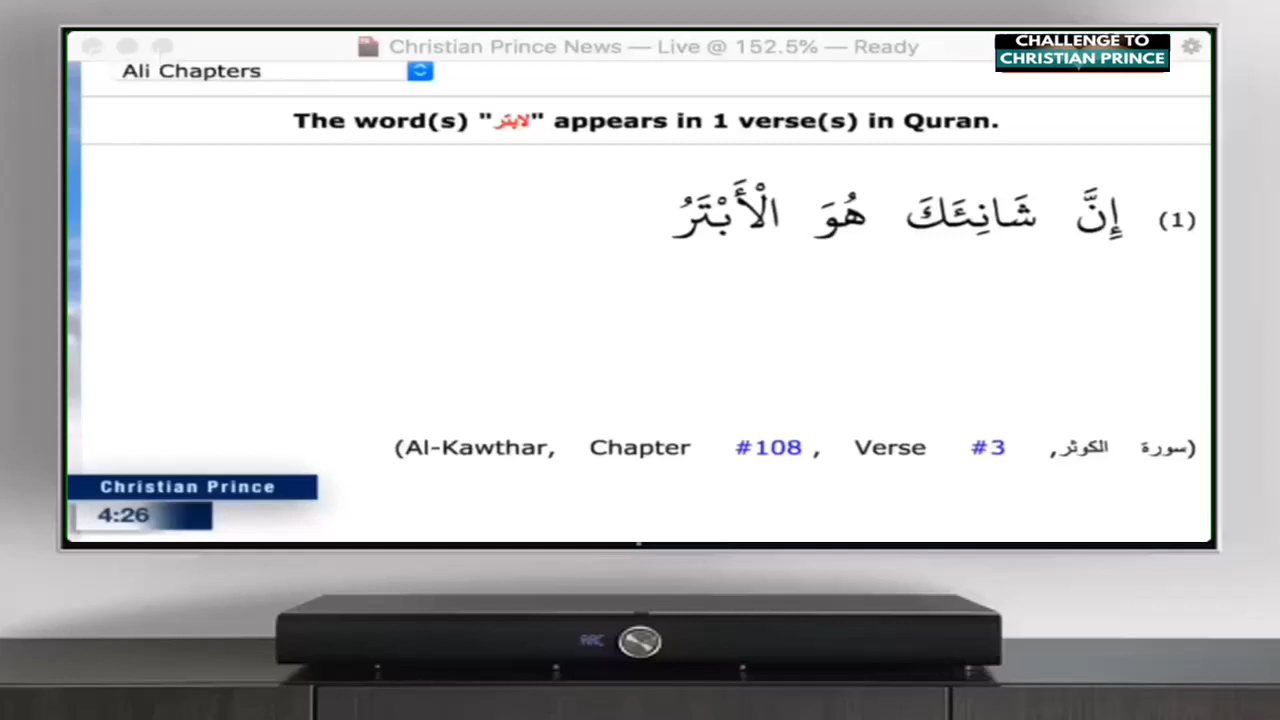 Christian Prince News — Live @ 152.5% — Ready
CHALLENGE TO
CHRISTIAN PRINCE
Ali Chapters
The word(s) "لابتر" appears in 1 verse(s) in Quran.
(1) إِنَّ شَانِئَكَ هُوَ الْأَبْتَرُ
(Al-Kawthar, Chapter #108, Verse #3 ,سورة الكوثر)
Christian Prince
4:26
ARC